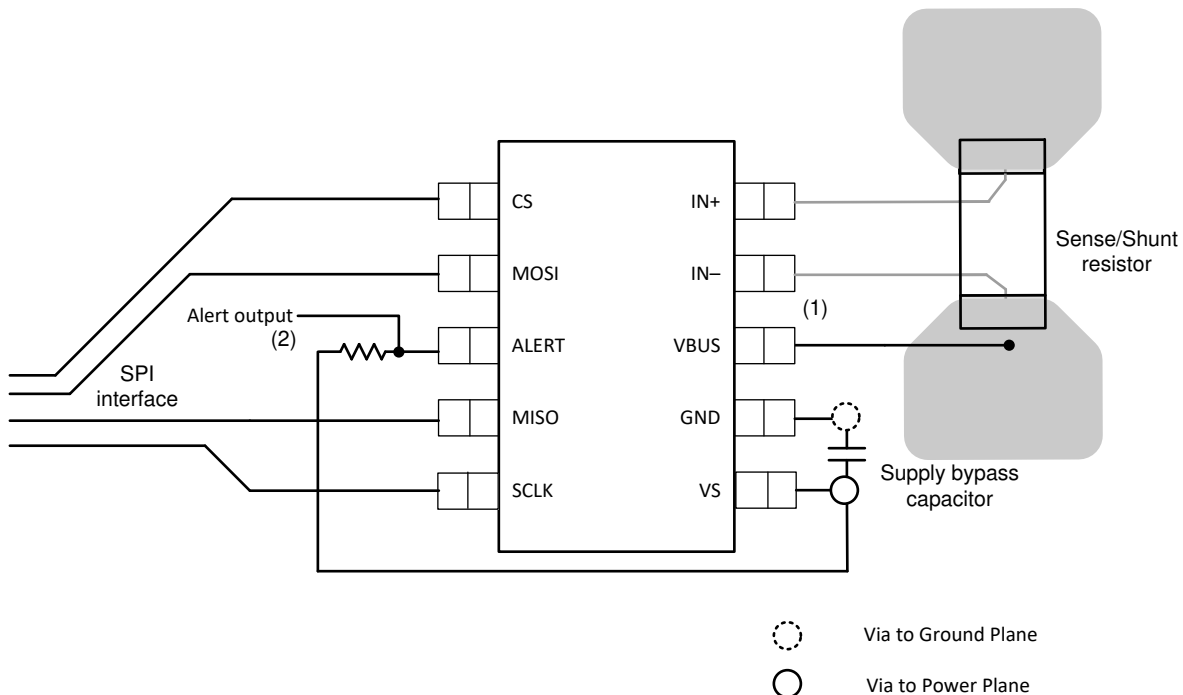 CS
MOSI
ALERT
MISO
SCLK
IN+
IN–
VBUS
GND
VS
Alert output
(2)
SPI
interface
(1)
Sense/Shunt
resistor
Supply bypass
capacitor
Via to Ground Plane
Via to Power Plane